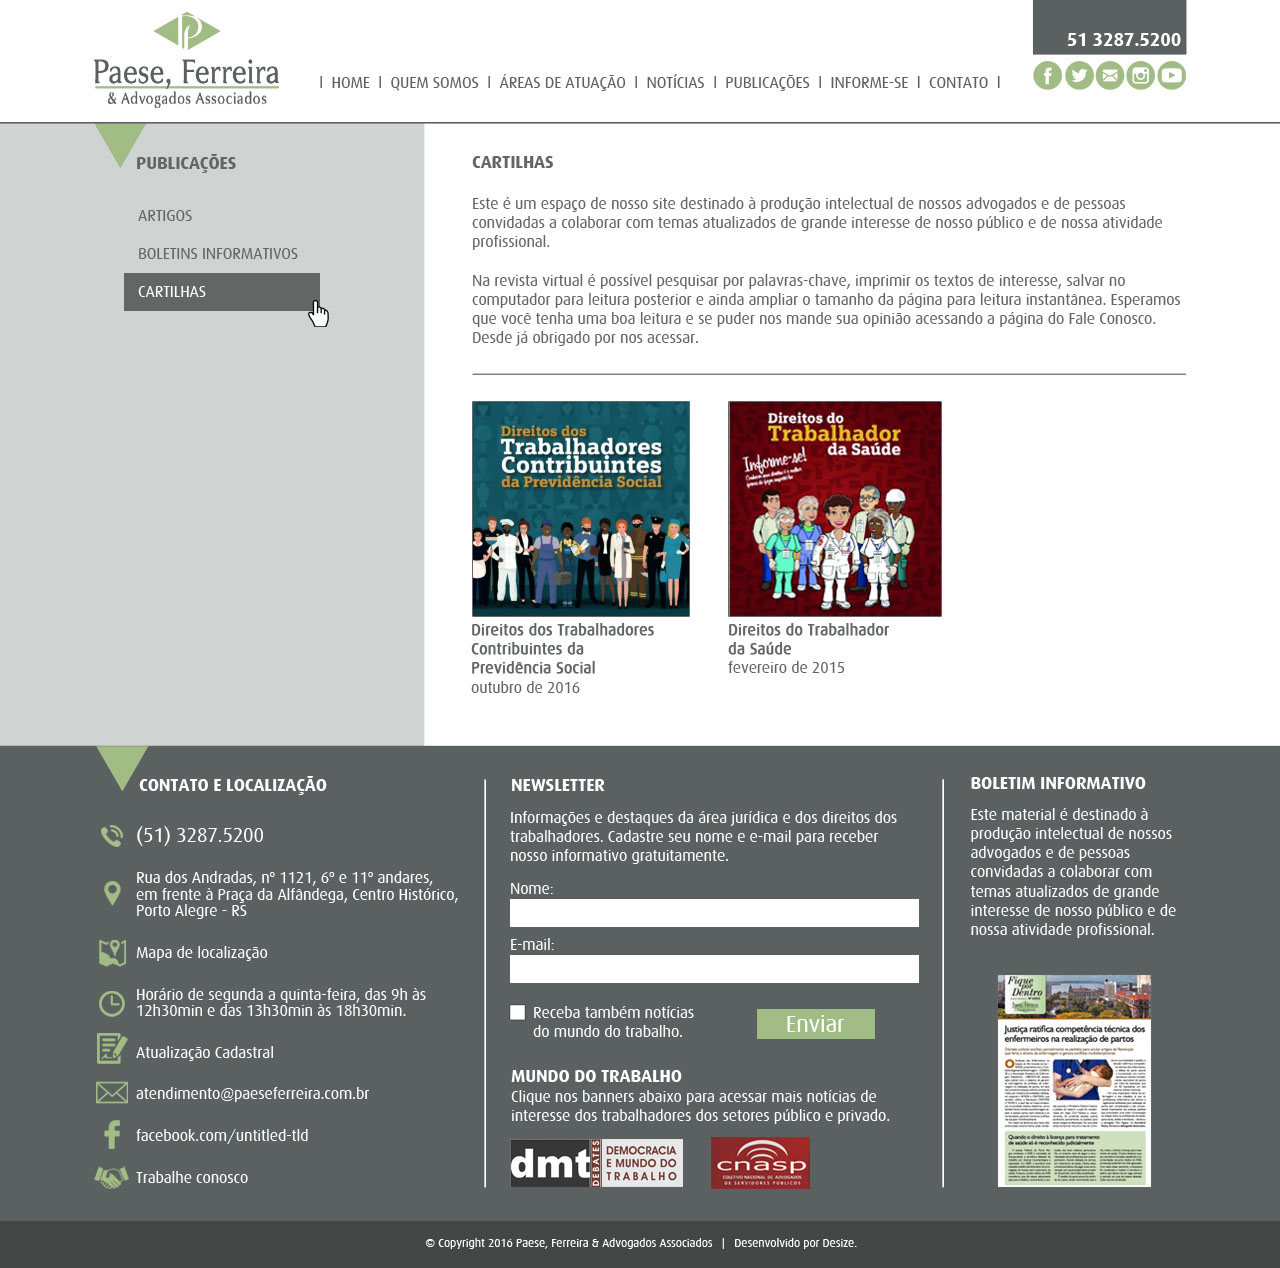 51 3287.5200
Paese, Ferreira
& Advogados Associados
| HOME | QUEM SOMOS | ÁREAS DE ATUAÇÃO | NOTÍCIAS | PUBLICAÇÕES | INFORME-SE | CONTATO |
PUBLICAÇÕES
ARTIGOS
BOLETINS INFORMATIVOS
CARTILHAS
CARTILHAS
Este é um espaço de nosso site destinado à produção intelectual de nossos advogados e de pessoas
convidadas a colaborar com temas atualizados de grande interesse de nosso público e de nossa atividade
profissional.
Na revista virtual é possível pesquisar por palavras-chave, imprimir os textos de interesse, salvar no
computador para leitura posterior e ainda ampliar o tamanho da página para leitura instantânea. Esperamos
que você tenha uma boa leitura e se puder nos mande sua opinião acessando a página do Fale Conosco.
Desde já obrigado por nos acessar.
Direitos dos
Trabalhadores
Contribuintes
da Previdência Social
Direitos dos Trabalhadores
Contribuintes da
Previdência Social
outubro de 2016
Direitos do
Trabalhador
da Saúde
Informe-se!
Direitos do Trabalhador
da Saúde
fevereiro de 2015
CONTATO E LOCALIZAÇÃO
(51) 3287.5200
Rua dos Andradas, nº 1121, 6º e 11º andares,
em frente à Praça da Alfândega, Centro Histórico,
Porto Alegre - RS
Mapa de localização
Horário de segunda a quinta-feira, das 9h às
12h30min e das 13h30min às 18h30min.
Atualização Cadastral
atendimento@paeseferreira.com.br
facebook.com/untitled-tld
Trabalhe conosco
NEWSLETTER
Informações e destaques da área jurídica e dos direitos dos
trabalhadores. Cadastre seu nome e e-mail para receber
nosso informativo gratuitamente.
Nome:
E-mail:
Receba também notícias
do mundo do trabalho.
Enviar
MUNDO DO TRABALHO
Clique nos banners abaixo para acessar mais notícias de
interesse dos trabalhadores dos setores público e privado.
dmt
DEBATES
DEMOCRACIA
E MUNDO DO
TRABALHO
cnasp
COLETIVO NACIONAL DE ADVOGADOS
DE SERVIDORES PÚBLICOS
BOLETIM INFORMATIVO
Este material é destinado à
produção intelectual de nossos
advogados e de pessoas
convidadas a colaborar com
temas atualizados de grande
interesse de nosso público e de
nossa atividade profissional.
Fique
por
Dentro
Justiça ratifica competência técnica dos
enfermeiros na realização de partos
Quando o direito à licença para tratamento
de saúde só é reconhecido judicialmente
© Copyright 2016 Paese, Ferreira & Advogados Associados | Desenvolvido por Desize.